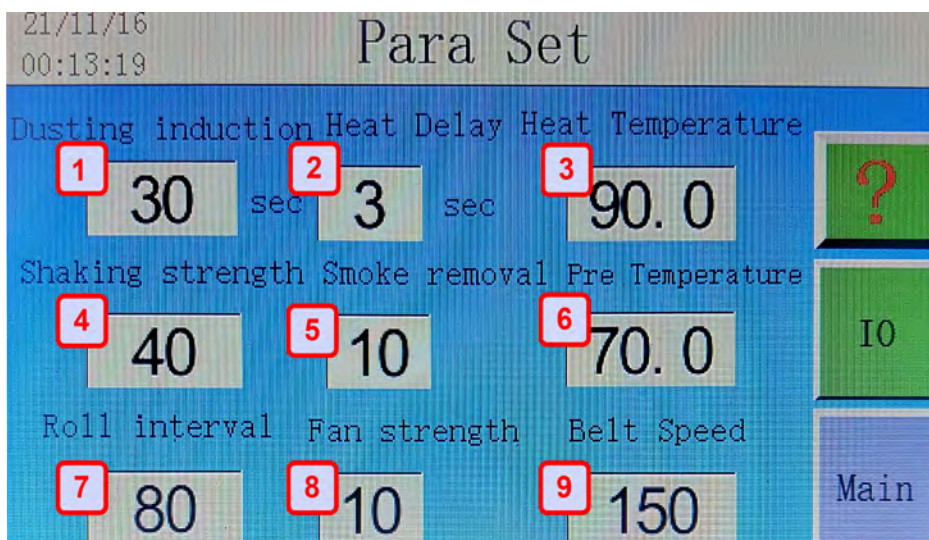 21/11/16
00:13:19
Para Set
Dusting induction Heat Delay Heat Temperature
1 30 sec 2 3 sec 3 90.0
?
Shaking strength Smoke removal Pre Temperature
4 40 5 10 6 70.0
IO
Roll interval Fan strength Belt Speed
7 80 8 10 9 150
Main